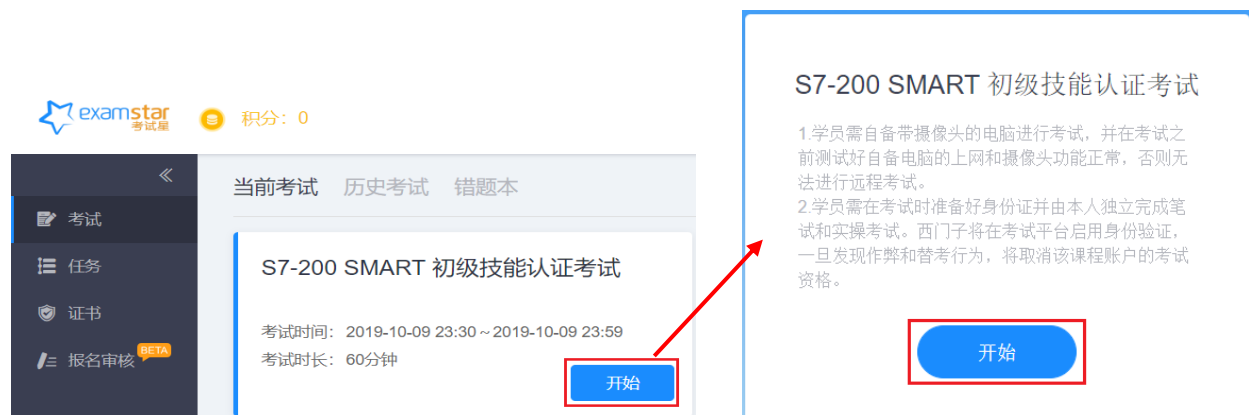 examstar
考试星
积分：0
«
考试
任务
证书
报名审核 BETA
当前考试 历史考试 错题本
S7-200 SMART 初级技能认证考试
考试时间： 2019-10-09 23:30 ~ 2019-10-09 23:59
考试时长： 60分钟
开始
S7-200 SMART 初级技能认证考试
1.学员需自备带摄像头的电脑进行考试，并在考试之
前测试好自备电脑的上网和摄像头功能正常，否则无
法进行远程考试。
2.学员需在考试时准备好身份证并由本人独立完成笔
试和实操考试。西门子将在考试平台启用身份验证，
一旦发现作弊和替考行为，将取消该课程账户的考试
资格。
开始